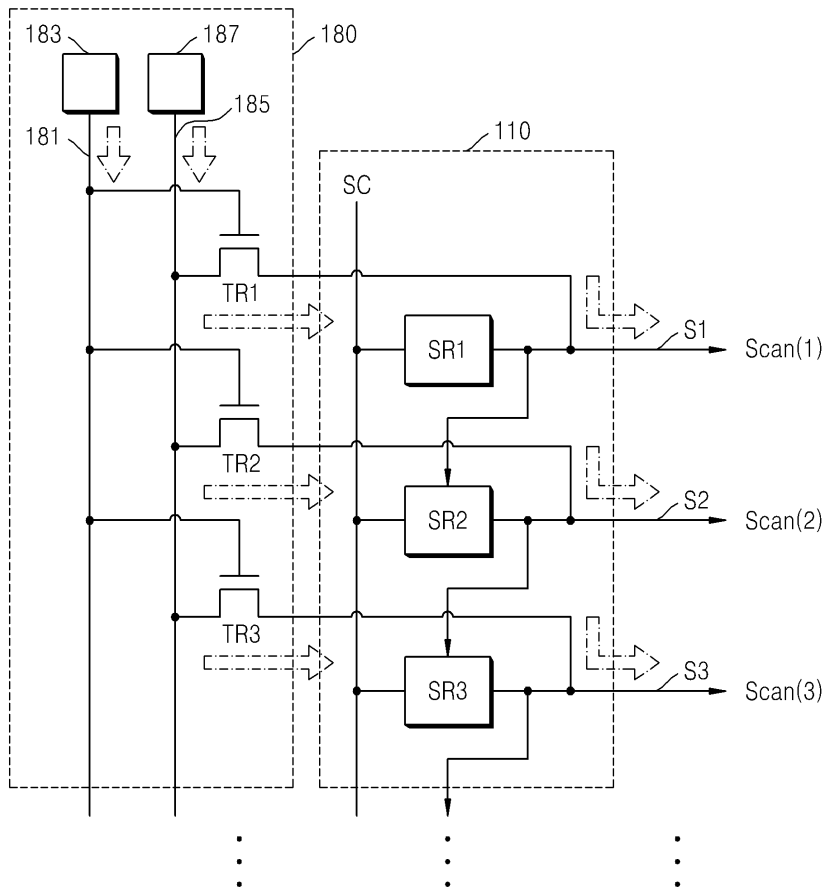 183
187
180
185
181
110
SC
TR1
SR1
S1
Scan(1)
TR2
SR2
S2
Scan(2)
TR3
SR3
S3
Scan(3)